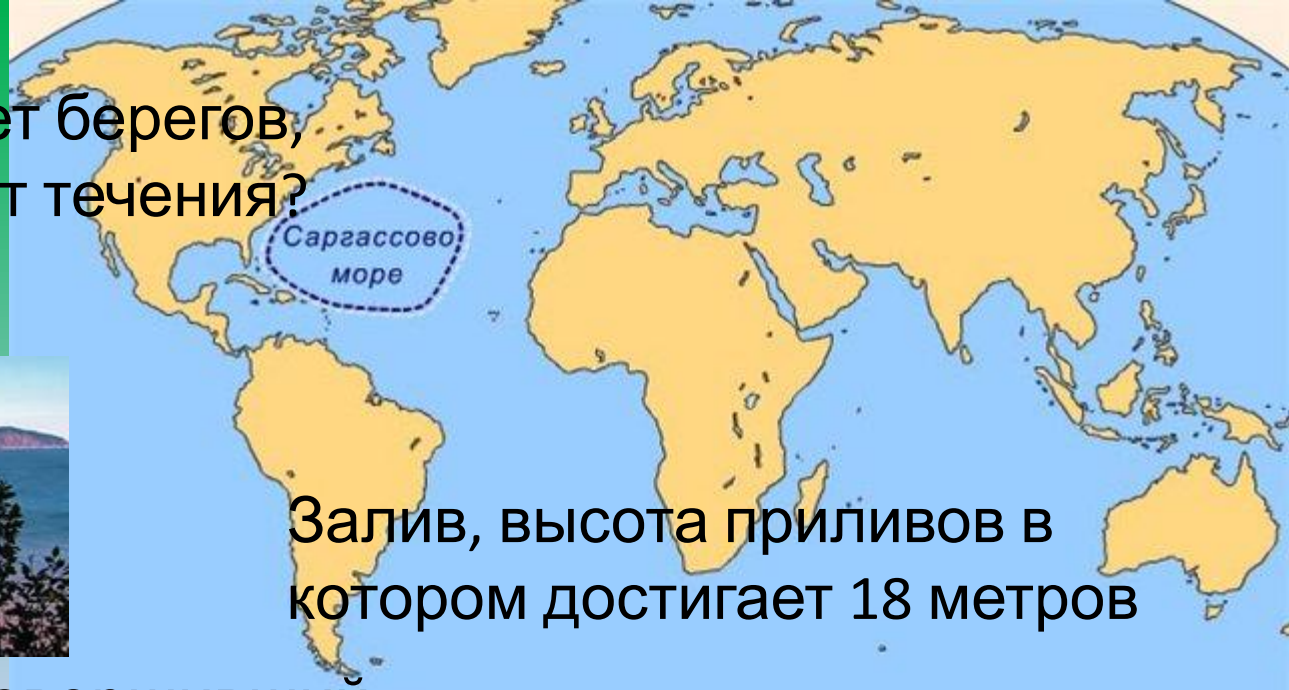 ет берегов,
т течения?
Саргассово
море
Залив, высота приливов в
котором достигает 18 метров